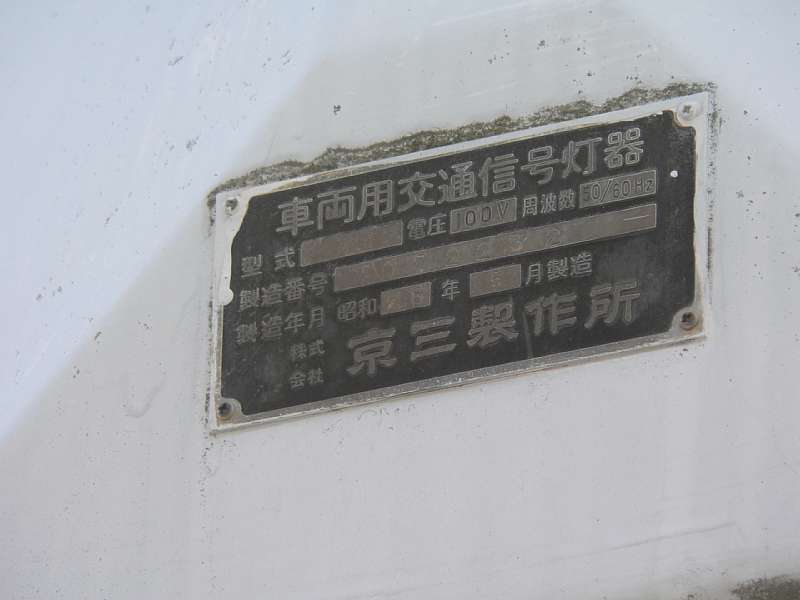 車両用交通信号灯器
型式 電圧 100V 周波数 50/60Hz
製造番号
製造年月 昭和 年 月製造
株式会社 京三製作所